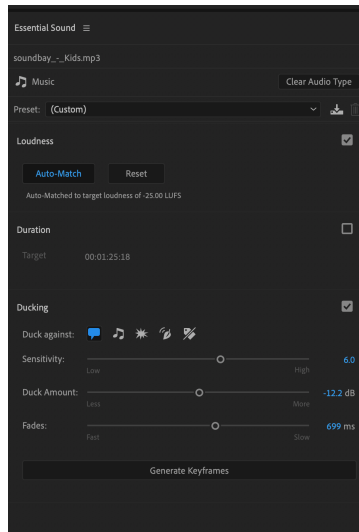 Essential Sound
soundbay_-_Kids.mp3
Music
Clear Audio Type
Preset: (Custom)
Loudness
Auto-Match
Reset
Auto-Matched to target loudness of -25.00 LUFS
Duration
Target 00:01:25:18
Ducking
Duck against:
Sensitivity: 6.0
Low High
Duck Amount: -12.2 dB
Less More
Fades: 699 ms
Fast Slow
Generate Keyframes